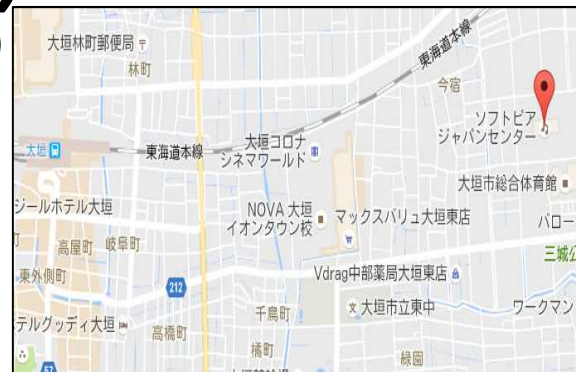 大垣林町郵便局
林町
東海道本線
今宿
ソフトピア
ジャパンセンター
大垣
東海道本線
大垣コロナ
シネマワールド
大垣市総合体育館
ジールホテル大垣
NOVA 大垣
イオンタウン校
マックスバリュ大垣東店
バロー
高屋町
岐阜町
三城公
東外側町
212
Vdrag中部薬局大垣東店
千鳥町
文 大垣市立東中
ワークマン
テルグッディ大垣
高橋町
橘町
緑園
57